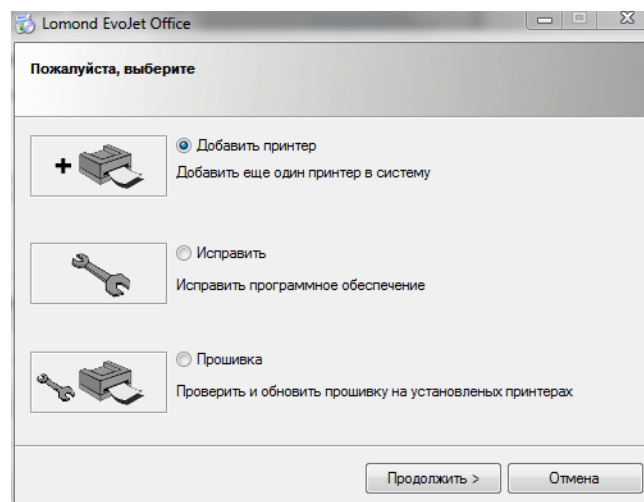 Lomond EvoJet Office
Пожалуйста, выберите
Добавить принтер
Добавить еще один принтер в систему
Исправить
Исправить программное обеспечение
Прошивка
Проверить и обновить прошивку на установленых принтерах
Продолжить >
Отмена